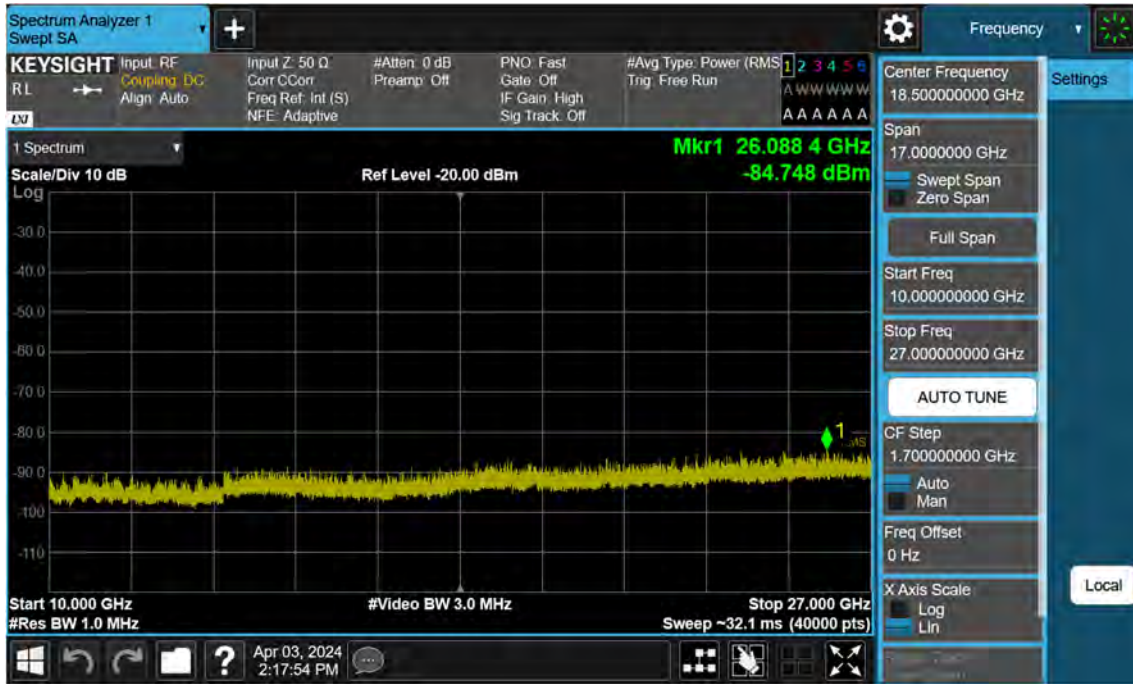 Spectrum Analyzer 1
Swept SA
+
Frequency
KEYSIGHT
RL
LXI
Input: RF
Coupling: DC
Align: Auto
Input Z: 50 Ω
Corr CCorr
Freq Ref: Int (S)
NFE: Adaptive
#Atten: 0 dB
Preamp: Off
PNO: Fast
Gate: Off
IF Gain: High
Sig Track: Off
#Avg Type: Power (RMS
Trig: Free Run
1 2 3 4 5 6
A W W W W W
A A A A A A
1 Spectrum
Scale/Div 10 dB
Ref Level -20.00 dBm
Mkr1 26.088 4 GHz
-84.748 dBm
Log
-30.0
-40.0
-50.0
-60.0
-70.0
-80.0
-90.0
-100
-110
1
Start 10.000 GHz
#Res BW 1.0 MHz
#Video BW 3.0 MHz
Stop 27.000 GHz
Sweep ~32.1 ms (40000 pts)
Apr 03, 2024
2:17:54 PM
?
Center Frequency
18.500000000 GHz
Span
17.0000000 GHz
Swept Span
Zero Span
Full Span
Start Freq
10.000000000 GHz
Stop Freq
27.000000000 GHz
AUTO TUNE
CF Step
1.700000000 GHz
Auto
Man
Freq Offset
0 Hz
X Axis Scale
Log
Lin
Settings
Local